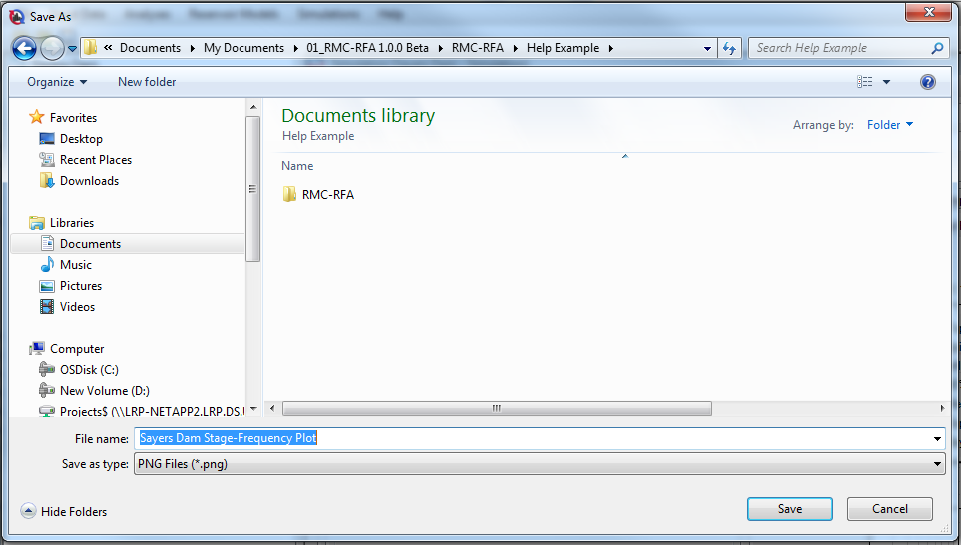 Save As
« Documents ▸ My Documents ▸ 01_RMC-RFA 1.0.0 Beta ▸ RMC-RFA ▸ Help Example ▸
Search Help Example
Organize
New folder
Favorites
Desktop
Recent Places
Downloads
Libraries
Documents
Music
Pictures
Videos
Computer
OSDisk (C:)
New Volume (D:)
Projects$ (\\LRP-NETAPP2.LRP.DS.U
Documents library
Help Example
Arrange by: Folder
Name
RMC-RFA
File name: Sayers Dam Stage-Frequency Plot
Save as type: PNG Files (*.png)
Hide Folders
Save
Cancel